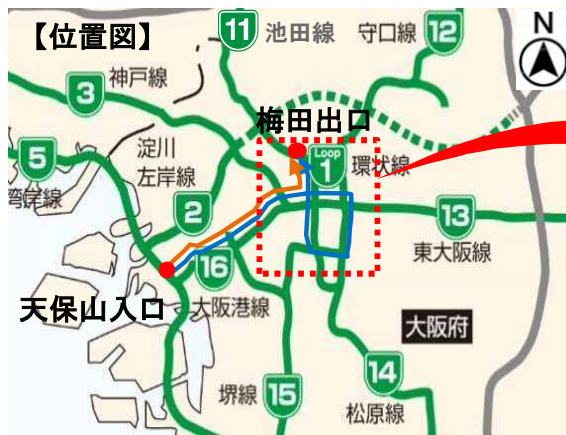 【位置図】
11
池田線
守口線
12
N
3
神戸線
梅田出口
5
湾岸線
淀川
左岸線
Loop
1
環状線
2
13
東大阪線
16
天保山入口
大阪港線
大阪府
14
堺線
15
松原線